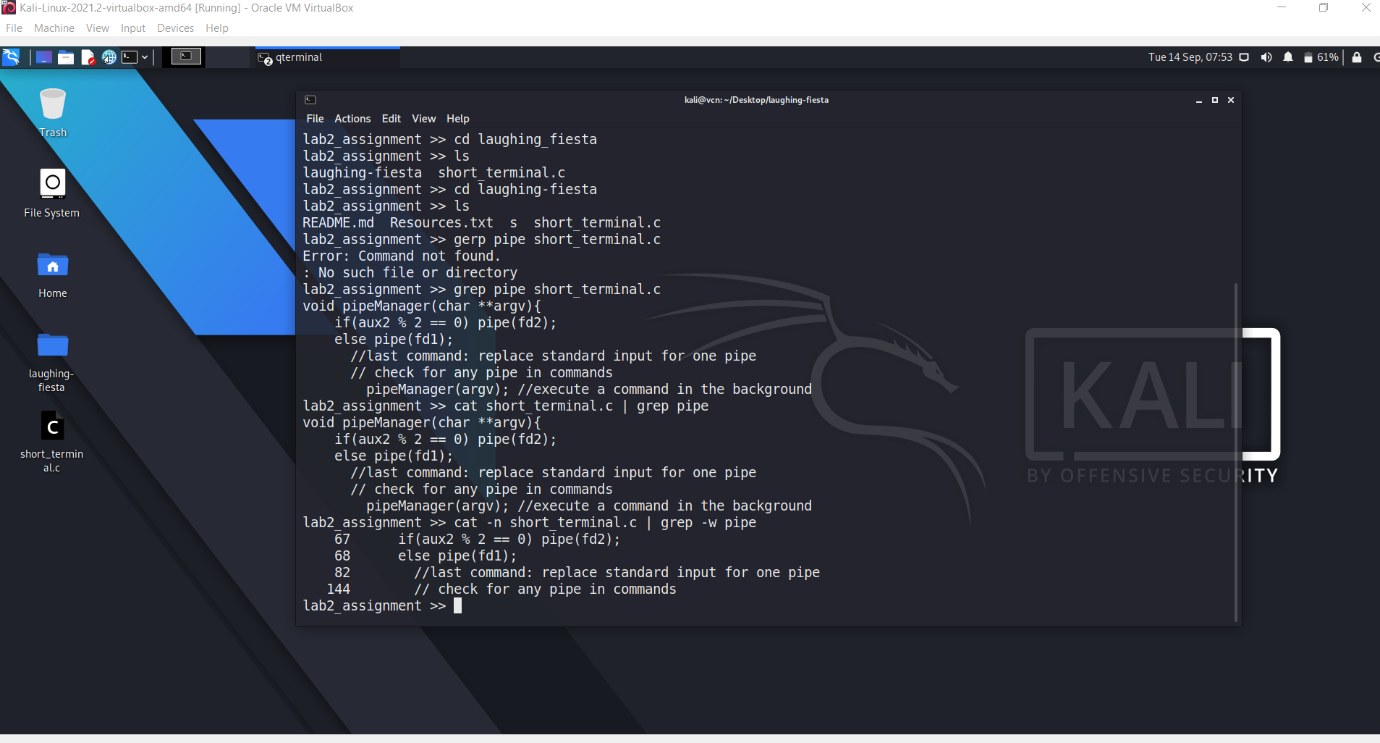 Kali-Linux-2021.2-virtualbox-amd64 [Running] - Oracle VM VirtualBox
File Machine View Input Devices Help
qterminal
Tue 14 Sep, 07:53
61%
Trash
File System
Home
laughing-
fiesta
C
short_termin
al.c
kali@vcn: ~/Desktop/laughing-fiesta
File Actions Edit View Help
lab2_assignment >> cd laughing_fiesta
lab2_assignment >> ls
laughing-fiesta  short_terminal.c
lab2_assignment >> cd laughing-fiesta
lab2_assignment >> ls
README.md  Resources.txt  s  short_terminal.c
lab2_assignment >> gerp pipe short_terminal.c
Error: Command not found.
: No such file or directory
lab2_assignment >> grep pipe short_terminal.c
void pipeManager(char **argv){
    if(aux2 % 2 == 0) pipe(fd2);
    else pipe(fd1);
      //last command: replace standard input for one pipe
      // check for any pipe in commands
        pipeManager(argv); //execute a command in the background
lab2_assignment >> cat short_terminal.c | grep pipe
void pipeManager(char **argv){
    if(aux2 % 2 == 0) pipe(fd2);
    else pipe(fd1);
      //last command: replace standard input for one pipe
      // check for any pipe in commands
        pipeManager(argv); //execute a command in the background
lab2_assignment >> cat -n short_terminal.c | grep -w pipe
    67      if(aux2 % 2 == 0) pipe(fd2);
    68      else pipe(fd1);
    82        //last command: replace standard input for one pipe
   144        // check for any pipe in commands
lab2_assignment >>
KALI
BY OFFENSIVE SECURITY